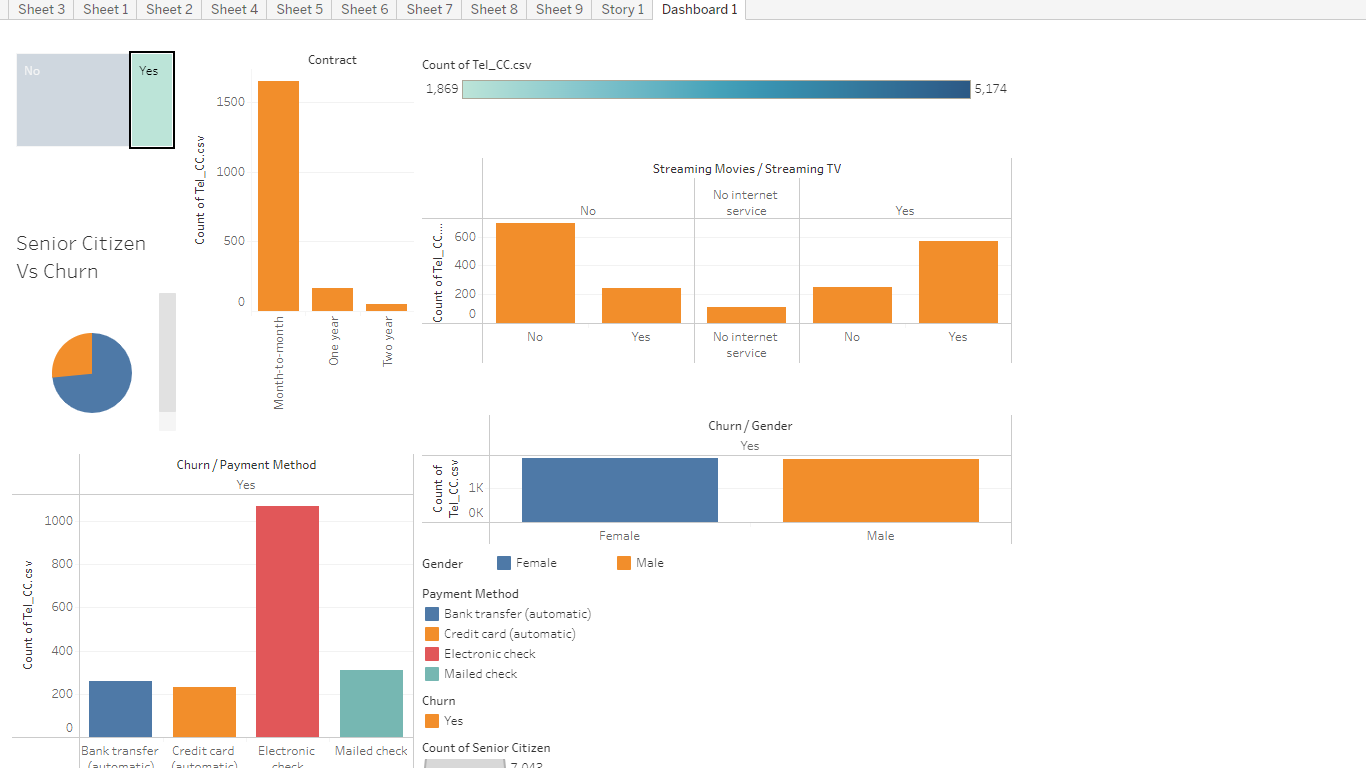 Sheet 3 Sheet 1 Sheet 2 Sheet 4 Sheet 5 Sheet 6 Sheet 7 Sheet 8 Sheet 9 Story 1 Dashboard 1
No Yes
Contract
Count of Tel_CC.csv
1500
1000
500
0
Month-to-month
One year
Two year
Count of Tel_CC.csv
1,869 5,174
Streaming Movies / Streaming TV
No
No internet
service
Yes
Count of Tel_CC....
600
400
200
0
No Yes No internet No Yes
service
Senior Citizen
Vs Churn
Churn / Payment Method
Yes
Count of Tel_CC.csv
1000
800
600
400
200
0
Bank transfer Credit card Electronic Mailed check
(automatic) (automatic) check
Churn / Gender
Yes
Count of
Tel_CC.csv
1K
0K
Female Male
Gender Female Male
Payment Method
Bank transfer (automatic)
Credit card (automatic)
Electronic check
Mailed check
Churn
Yes
Count of Senior Citizen
7,043